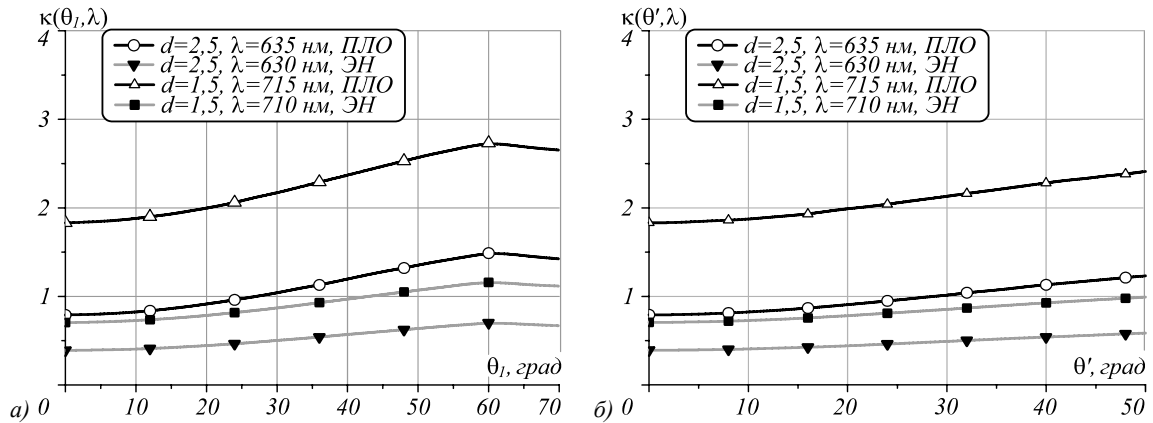 κ(θ1,λ)
4
d=2,5, λ=635 нм, ПЛО
d=2,5, λ=630 нм, ЭН
d=1,5, λ=715 нм, ПЛО
d=1,5, λ=710 нм, ЭН
3
2
1
θ1, град
а) 0 10 20 30 40 50 60 70
κ(θ′,λ)
4
d=2,5, λ=635 нм, ПЛО
d=2,5, λ=630 нм, ЭН
d=1,5, λ=715 нм, ПЛО
d=1,5, λ=710 нм, ЭН
3
2
1
θ′, град
б) 0 10 20 30 40 50